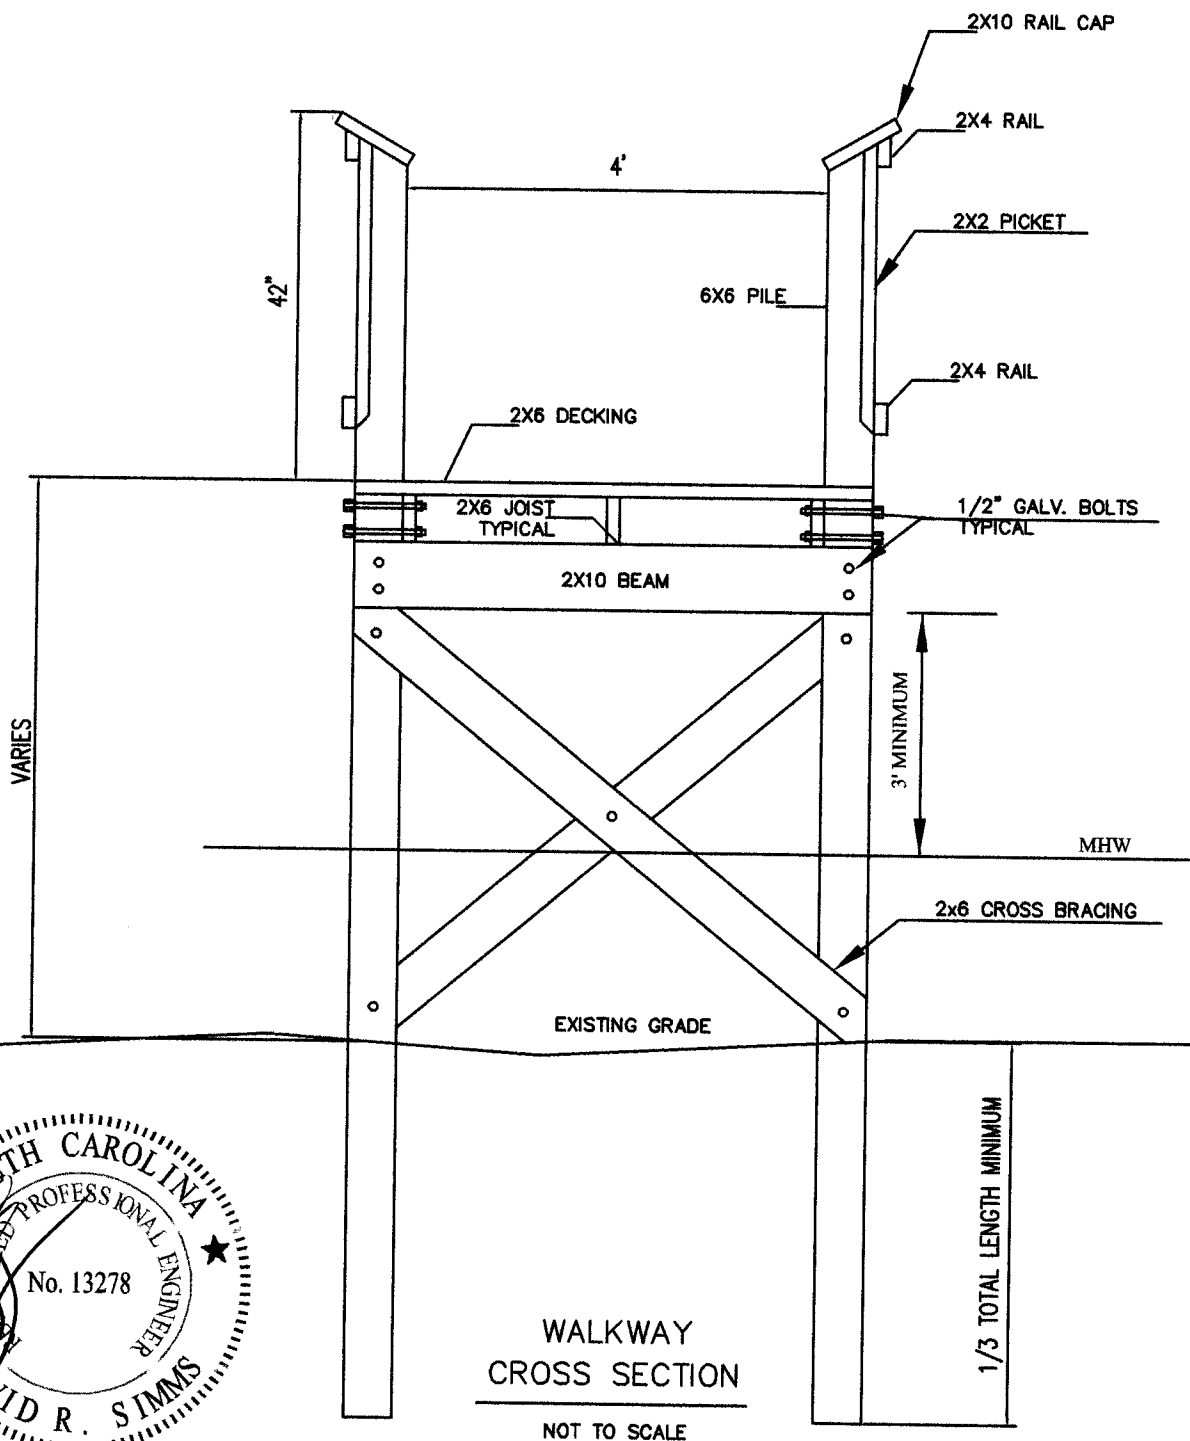 2X10 RAIL CAP
2X4 RAIL
4'
2X2 PICKET
42"
6X6 PILE
2X4 RAIL
2X6 DECKING
2X6 JOIST
TYPICAL
1/2" GALV. BOLTS
TYPICAL
2X10 BEAM
3' MINIMUM
VARIES
MHW
2x6 CROSS BRACING
EXISTING GRADE
1/3 TOTAL LENGTH MINIMUM
CAROLINA
PROFESSIONAL ENGINEER
No. 13278
R. SIMMS
WALKWAY
CROSS SECTION
NOT TO SCALE